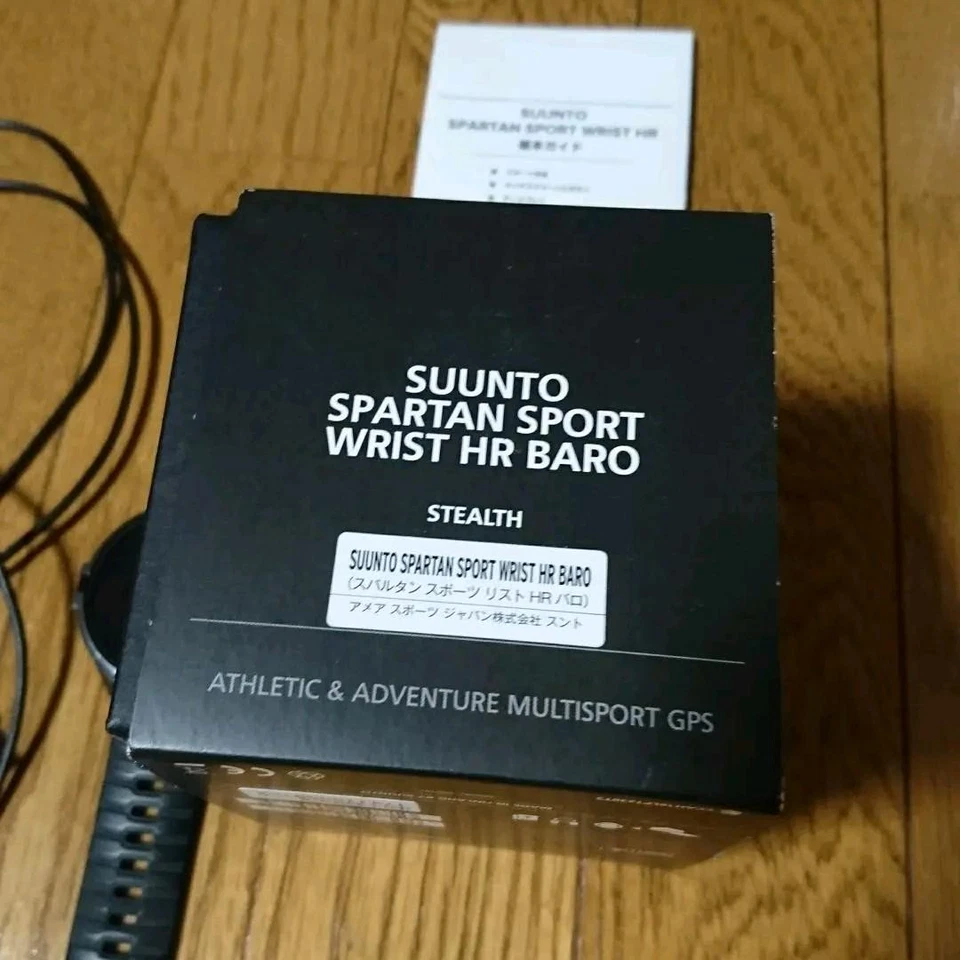 SUUNTO
SPARTAN SPORT WRIST HR
SUUNTO
SPARTAN SPORT
WRIST HR BARO
STEALTH
SUUNTO SPARTAN SPORT WRIST HR BARO
(スパルタン スポーツ リスト HR バロ)
アメア スポーツ ジャパン株式会社 スント
ATHLETIC & ADVENTURE MULTISPORT GPS